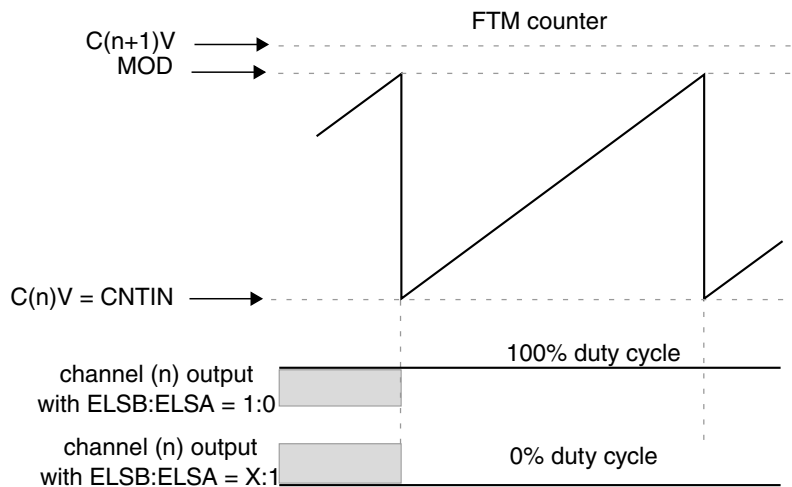 FTM counter
C(n+1)V
MOD
C(n)V = CNTIN
100% duty cycle
channel (n) output
with ELSB:ELSA = 1:0
channel (n) output
with ELSB:ELSA = X:1
0% duty cycle